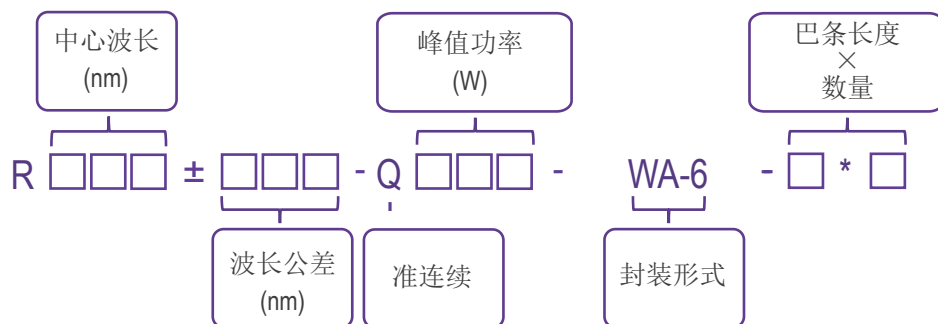 中心波长
(nm)
峰值功率
(W)
巴条长度
×
数量
R □□□ ± □□□ - Q □□□ - WA-6 - □ * □
波长公差
(nm)
准连续
封装形式